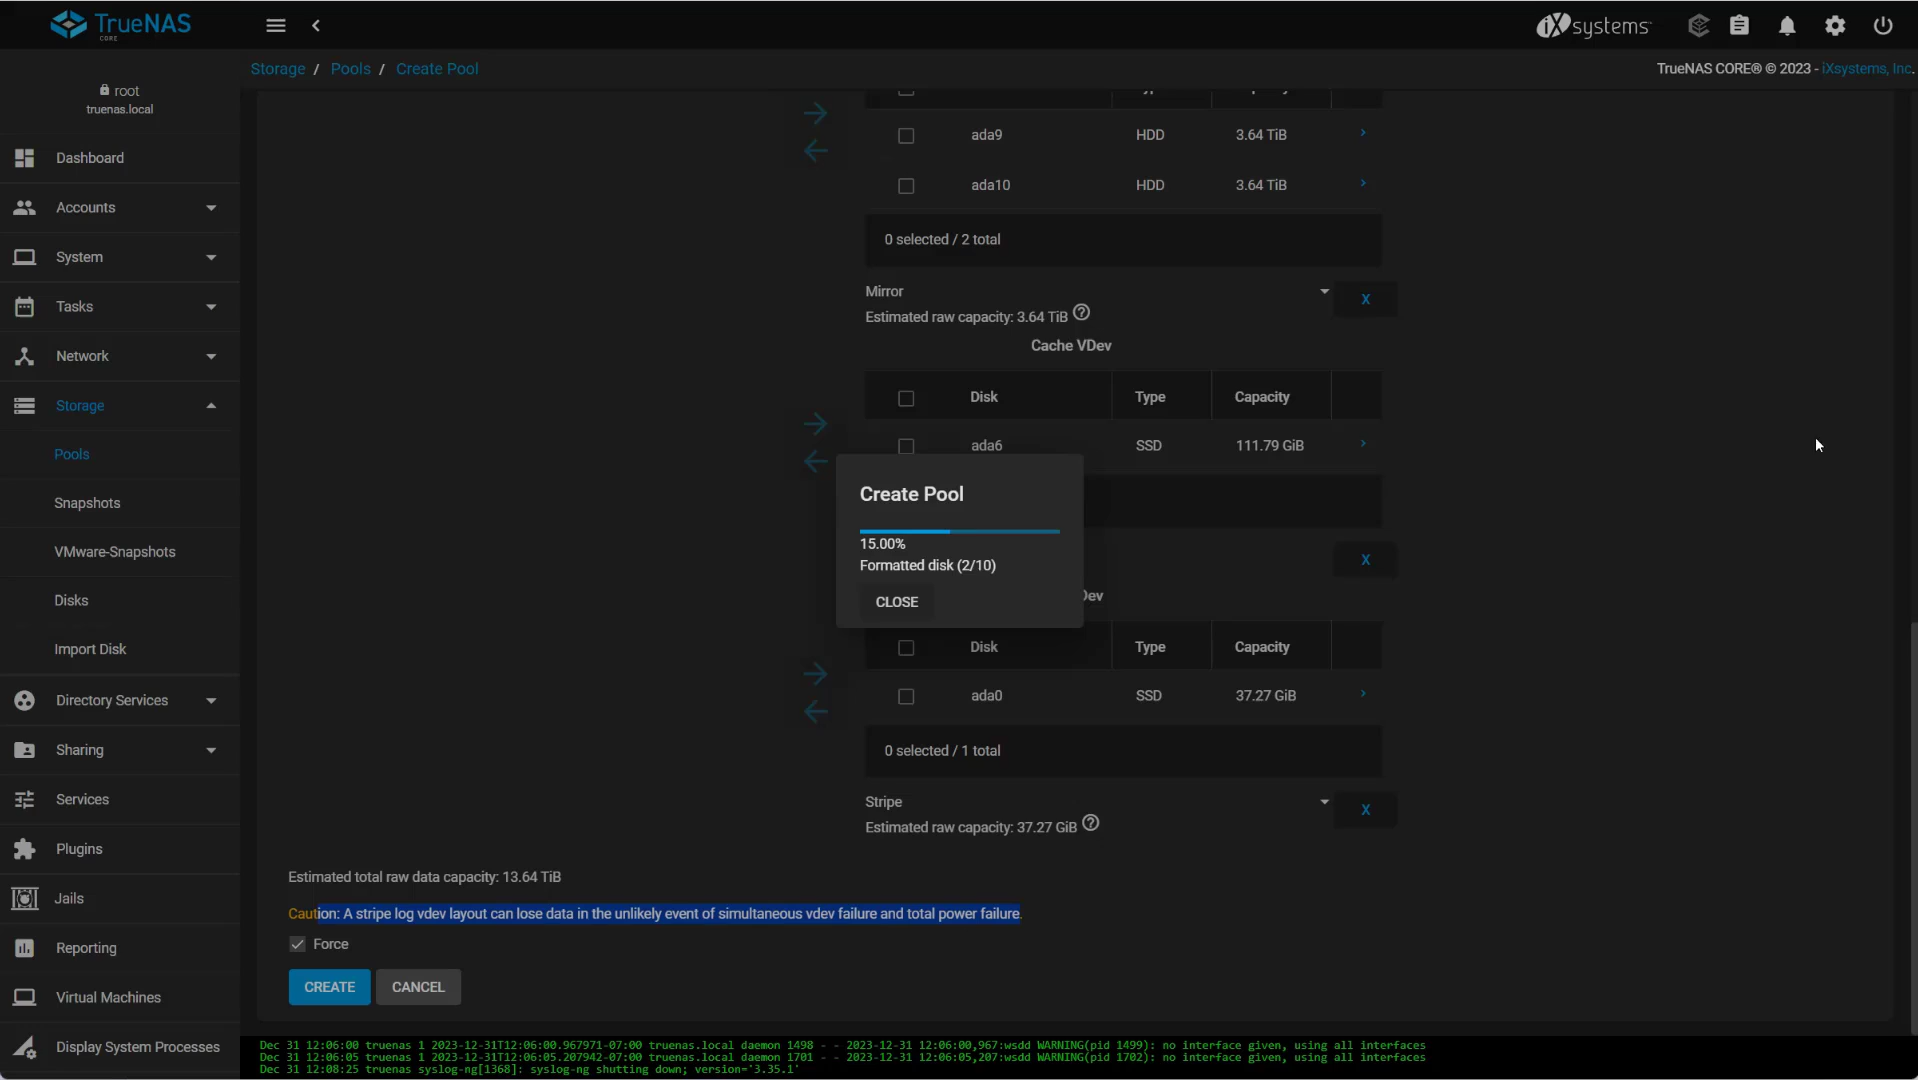 TrueNAS
CORE
iXsystems
Storage / Pools / Create Pool
TrueNAS CORE® © 2023 - iXsystems, Inc.
root
truenas.local
Dashboard
Accounts
System
Tasks
Network
Storage
Pools
Snapshots
VMware-Snapshots
Disks
Import Disk
Directory Services
Sharing
Services
Plugins
Jails
Reporting
Virtual Machines
Display System Processes
ada9 HDD 3.64 TiB
ada10 HDD 3.64 TiB
0 selected / 2 total
Mirror
X
Estimated raw capacity: 3.64 TiB
Cache VDev
Disk Type Capacity
ada6 SSD 111.79 GiB
Create Pool
15.00%
Formatted disk (2/10)
CLOSE
X
Dev
Disk Type Capacity
ada0 SSD 37.27 GiB
0 selected / 1 total
Stripe
X
Estimated raw capacity: 37.27 GiB
Estimated total raw data capacity: 13.64 TiB
Caution: A stripe log vdev layout can lose data in the unlikely event of simultaneous vdev failure and total power failure.
Force
CREATE CANCEL
Dec 31 12:06:00 truenas 1 2023-12-31T12:06:00.967971-07:00 truenas.local daemon 1498 - - 2023-12-31 12:06:00,967:wsdd WARNING(pid 1499): no interface given, using all interfaces
Dec 31 12:06:05 truenas 1 2023-12-31T12:06:05.207942-07:00 truenas.local daemon 1701 - - 2023-12-31 12:06:05,207:wsdd WARNING(pid 1702): no interface given, using all interfaces
Dec 31 12:08:25 truenas syslog-ng[1368]: syslog-ng shutting down; version='3.35.1'